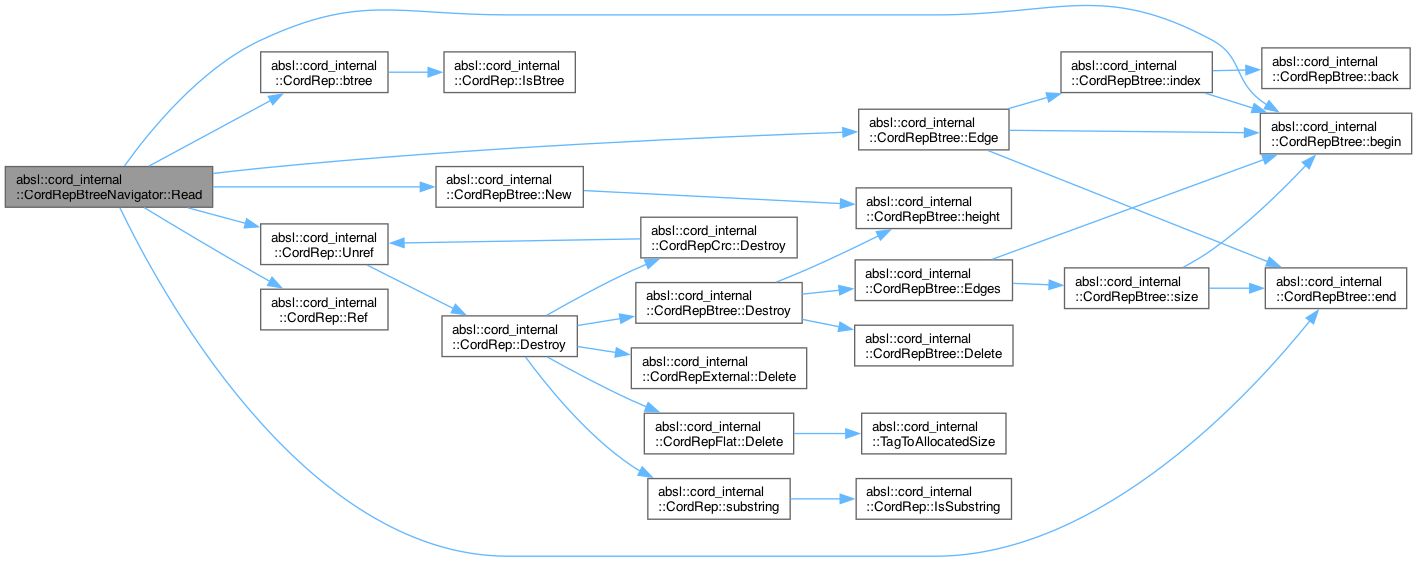 absl::cord_internal
::CordRepBtreeNavigator::Read
absl::cord_internal
::CordRep::btree
absl::cord_internal
::CordRep::IsBtree
absl::cord_internal
::CordRepBtree::Edge
absl::cord_internal
::CordRepBtree::index
absl::cord_internal
::CordRepBtree::back
absl::cord_internal
::CordRepBtree::begin
absl::cord_internal
::CordRepBtree::New
absl::cord_internal
::CordRepBtree::height
absl::cord_internal
::CordRep::Unref
absl::cord_internal
::CordRepCrc::Destroy
absl::cord_internal
::CordRep::Ref
absl::cord_internal
::CordRep::Destroy
absl::cord_internal
::CordRepBtree::Destroy
absl::cord_internal
::CordRepBtree::Edges
absl::cord_internal
::CordRepBtree::size
absl::cord_internal
::CordRepBtree::end
absl::cord_internal
::CordRepBtree::Delete
absl::cord_internal
::CordRepExternal::Delete
absl::cord_internal
::CordRepFlat::Delete
absl::cord_internal
::TagToAllocatedSize
absl::cord_internal
::CordRep::substring
absl::cord_internal
::CordRep::IsSubstring